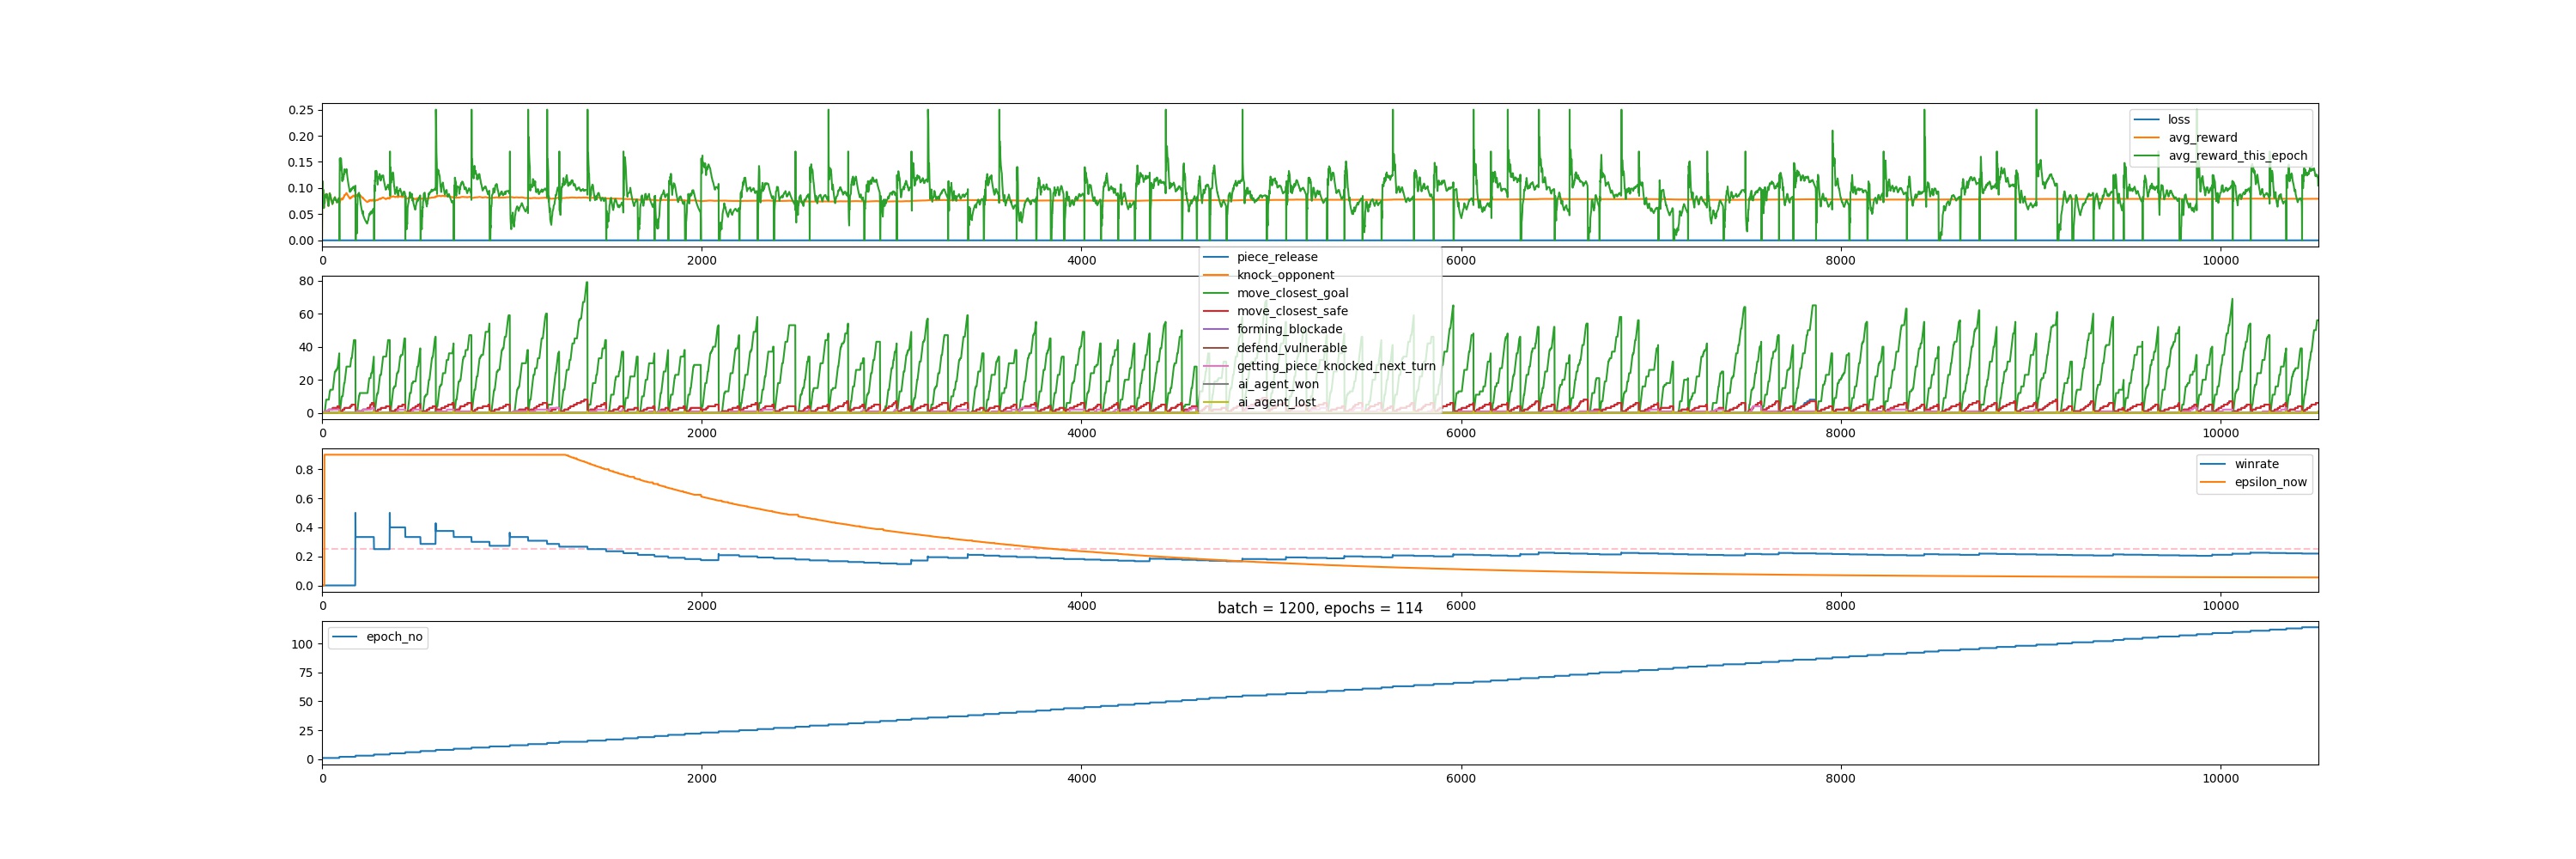 0.25
0.20
0.15
0.10
0.05
0.00
loss
avg_reward
avg_reward_this_epoch
0 2000 4000 6000 8000 10000
piece_release
knock_opponent
move_closest_goal
move_closest_safe
forming_blockade
defend_vulnerable
getting_piece_knocked_next_turn
ai_agent_won
ai_agent_lost
80
60
40
20
0
0 2000 4000 6000 8000 10000
0.8
0.6
0.4
0.2
0.0
winrate
epsilon_now
0 2000 4000 6000 8000 10000
batch = 1200, epochs = 114
epoch_no
100
75
50
25
0
0 2000 4000 6000 8000 10000